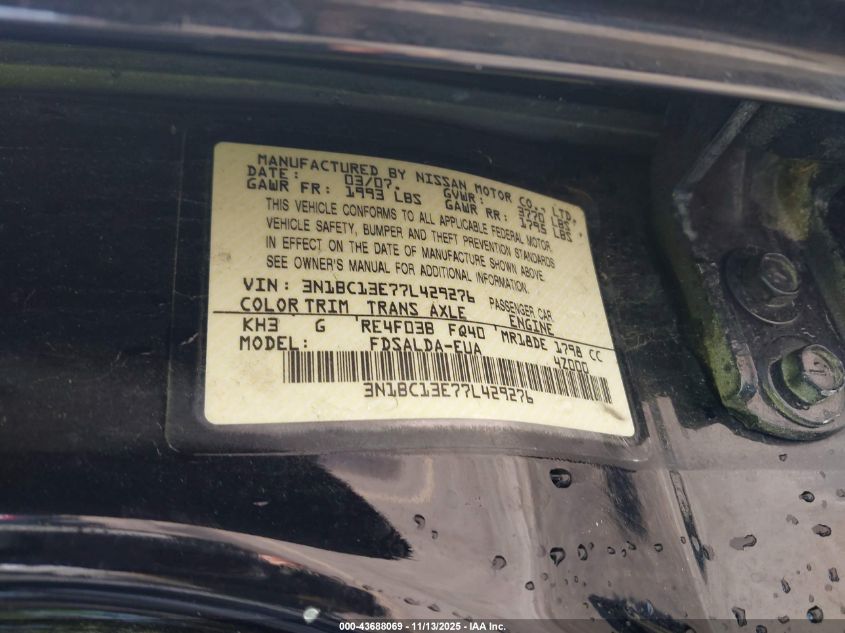 MANUFACTURED BY NISSAN MOTOR CO., LTD.
DATE: 03/07. GVWR: 3770 LBS
GAWR FR: 1993 LBS GAWR RR: 1795 LBS
THIS VEHICLE CONFORMS TO ALL APPLICABLE FEDERAL MOTOR
VEHICLE SAFETY, BUMPER AND THEFT PREVENTION STANDARDS
IN EFFECT ON THE DATE OF MANUFACTURE SHOWN ABOVE.
SEE OWNER'S MANUAL FOR ADDITIONAL INFORMATION.
VIN: 3N1BC13E77L429276 PASSENGER CAR
COLOR TRIM TRANS AXLE ENGINE
KH3 G RE4F03B FQ40 MR18DE 1798 CC
MODEL: FDSALDA-EUA 4Z000
3N1BC13E77L429276
000-43688069 - 11/13/2025 - IAA Inc.